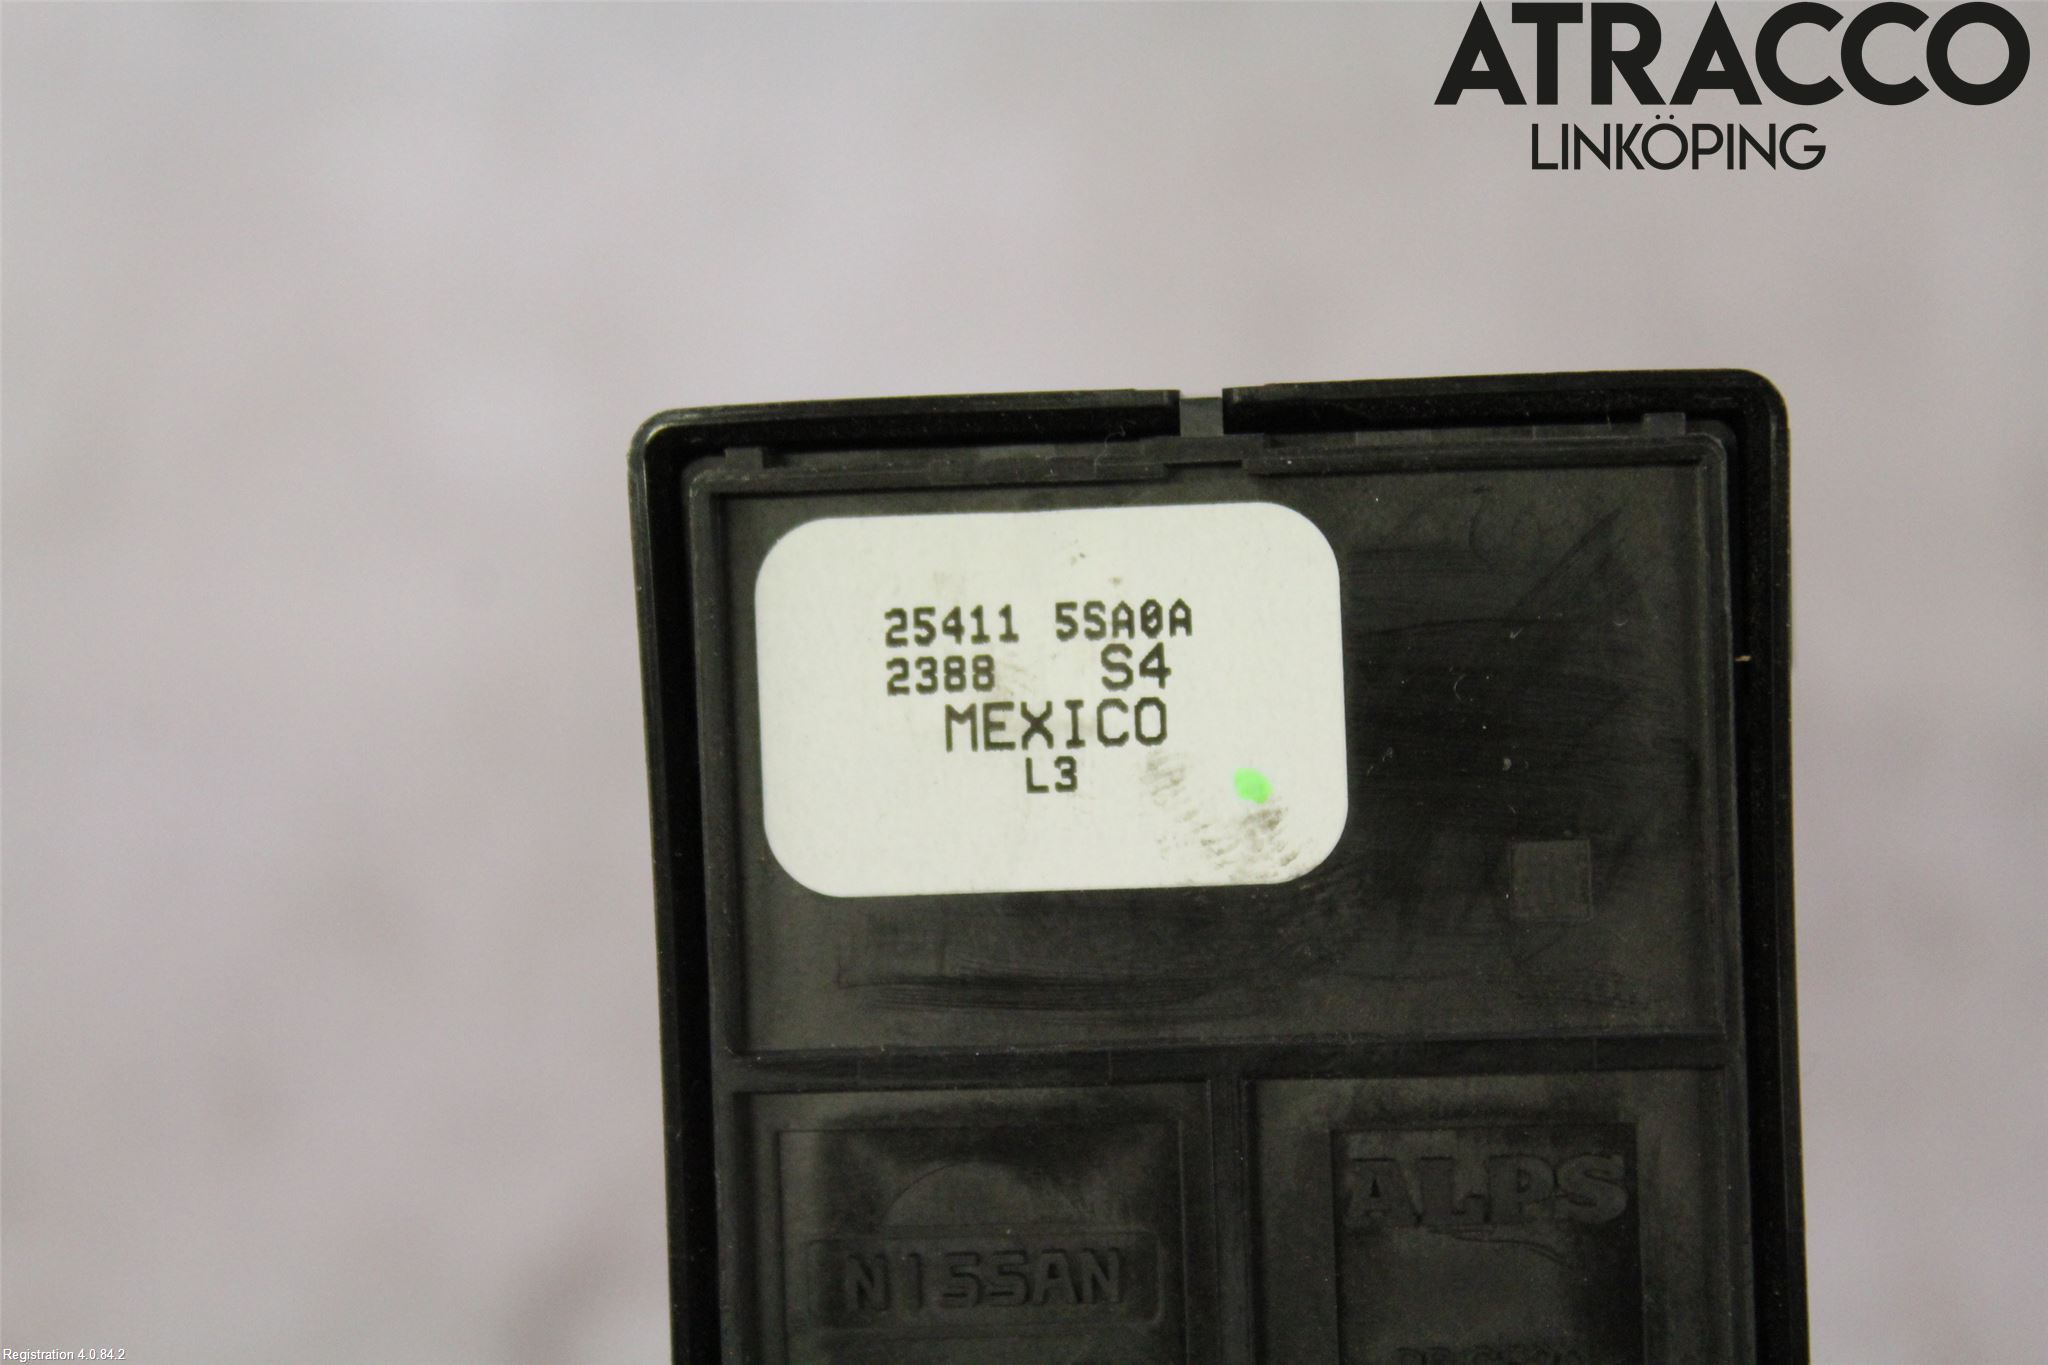 ATRACCO
LINKÖPING
25411 5SA0A
2388 S4
MEXICO
L3
NISSAN
ALPS
Registration 4.0.84.2